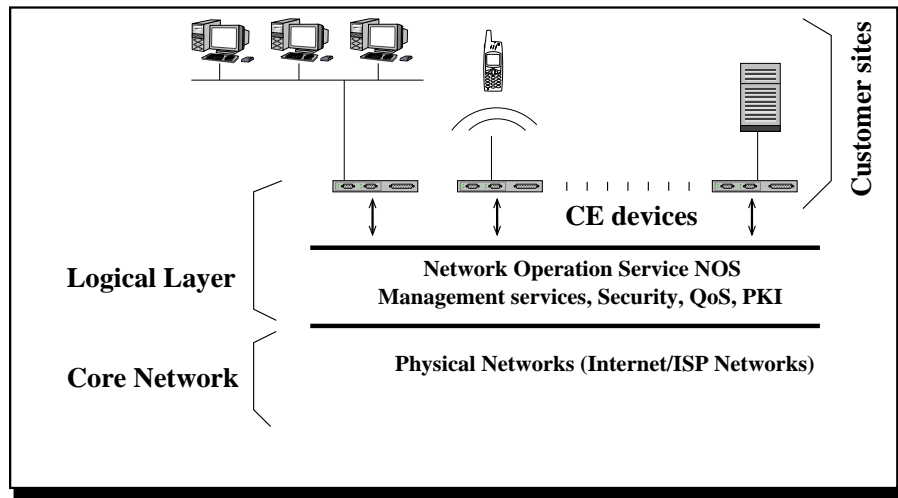 Customer sites
CE devices
Logical Layer
Network Operation Service NOS
Management services, Security, QoS, PKI
Core Network
Physical Networks (Internet/ISP Networks)